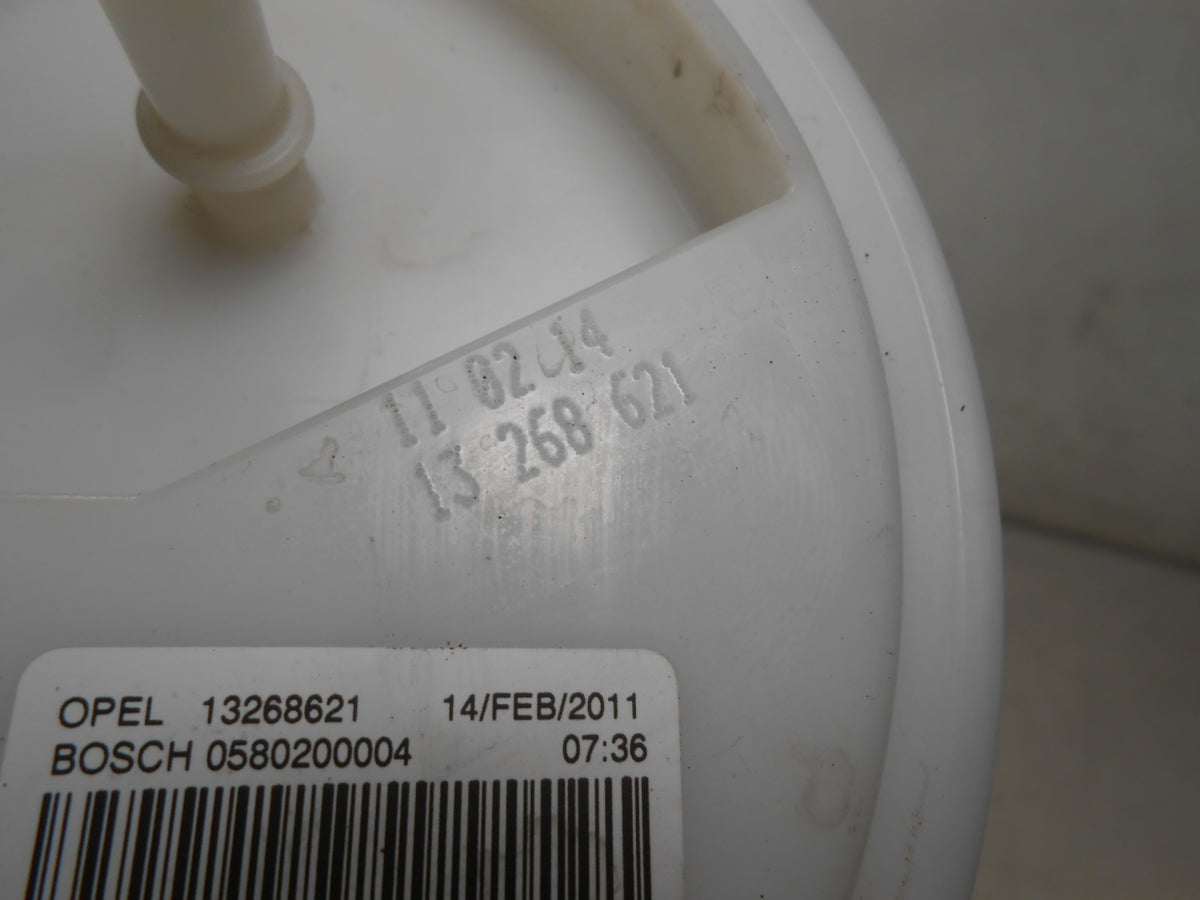 11 02 14
13 268 621
OPEL 13268621 14/FEB/2011
BOSCH 0580200004 07:36